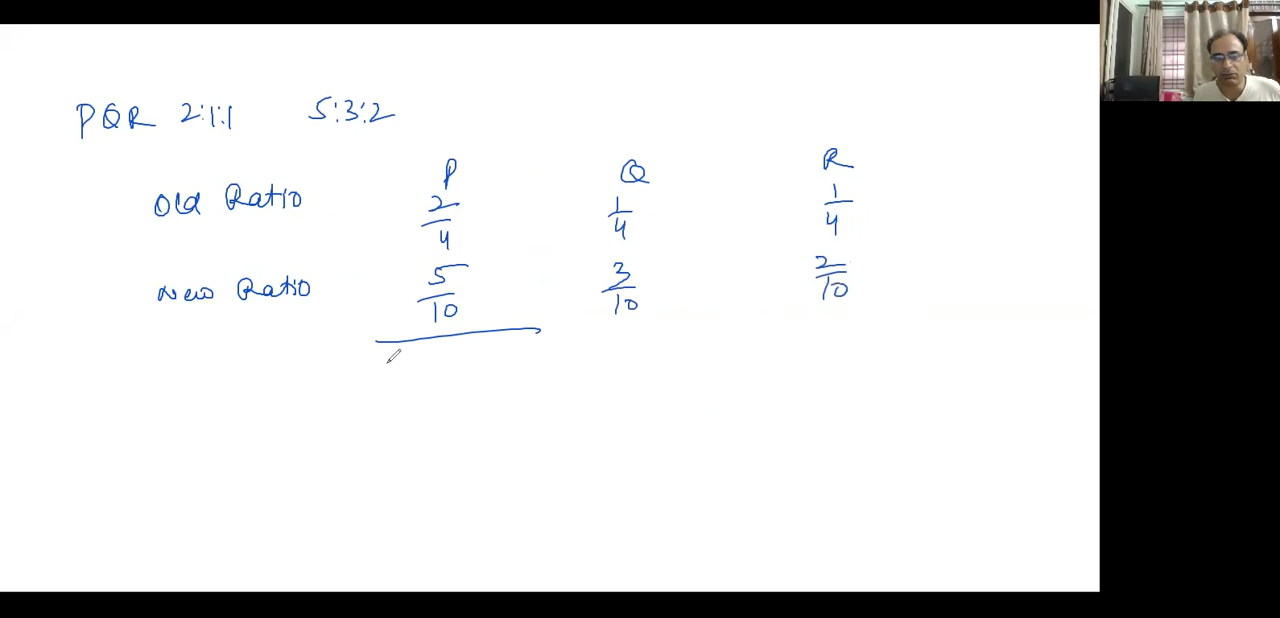 PQR 2:1:1 5:3:2
P Q R
Old Ratio 2/4 1/4 1/4
New Ratio 5/10 3/10 2/10